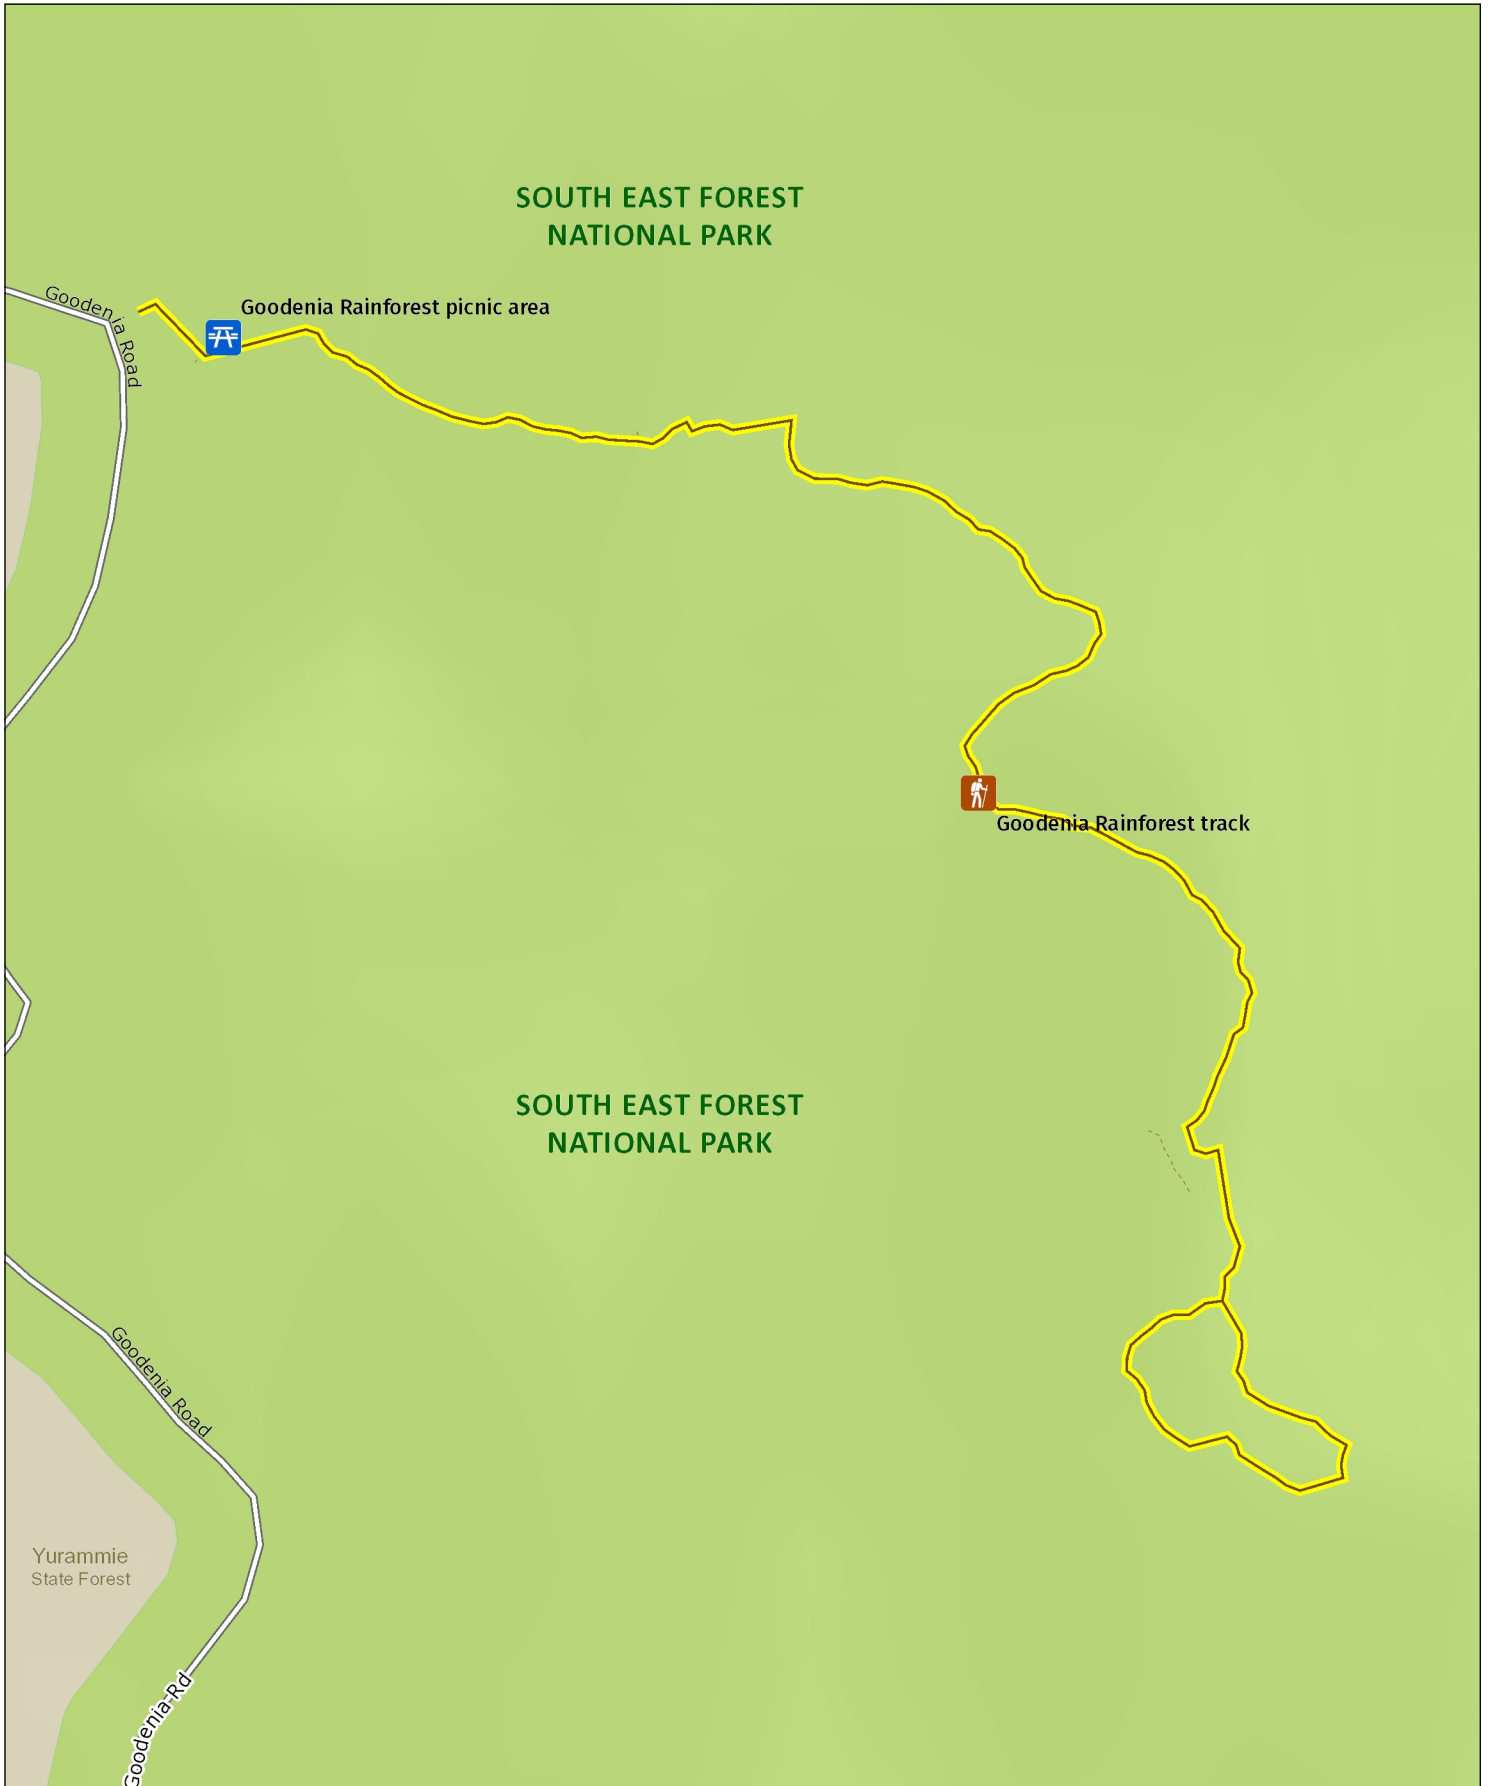 SOUTH EAST FOREST
NATIONAL PARK
Goodenia Road
Goodenia Rainforest picnic area
Goodenia Rainforest track
SOUTH EAST FOREST
NATIONAL PARK
Goodenia Road
Yurammie
State Forest
Goodenia-Rd